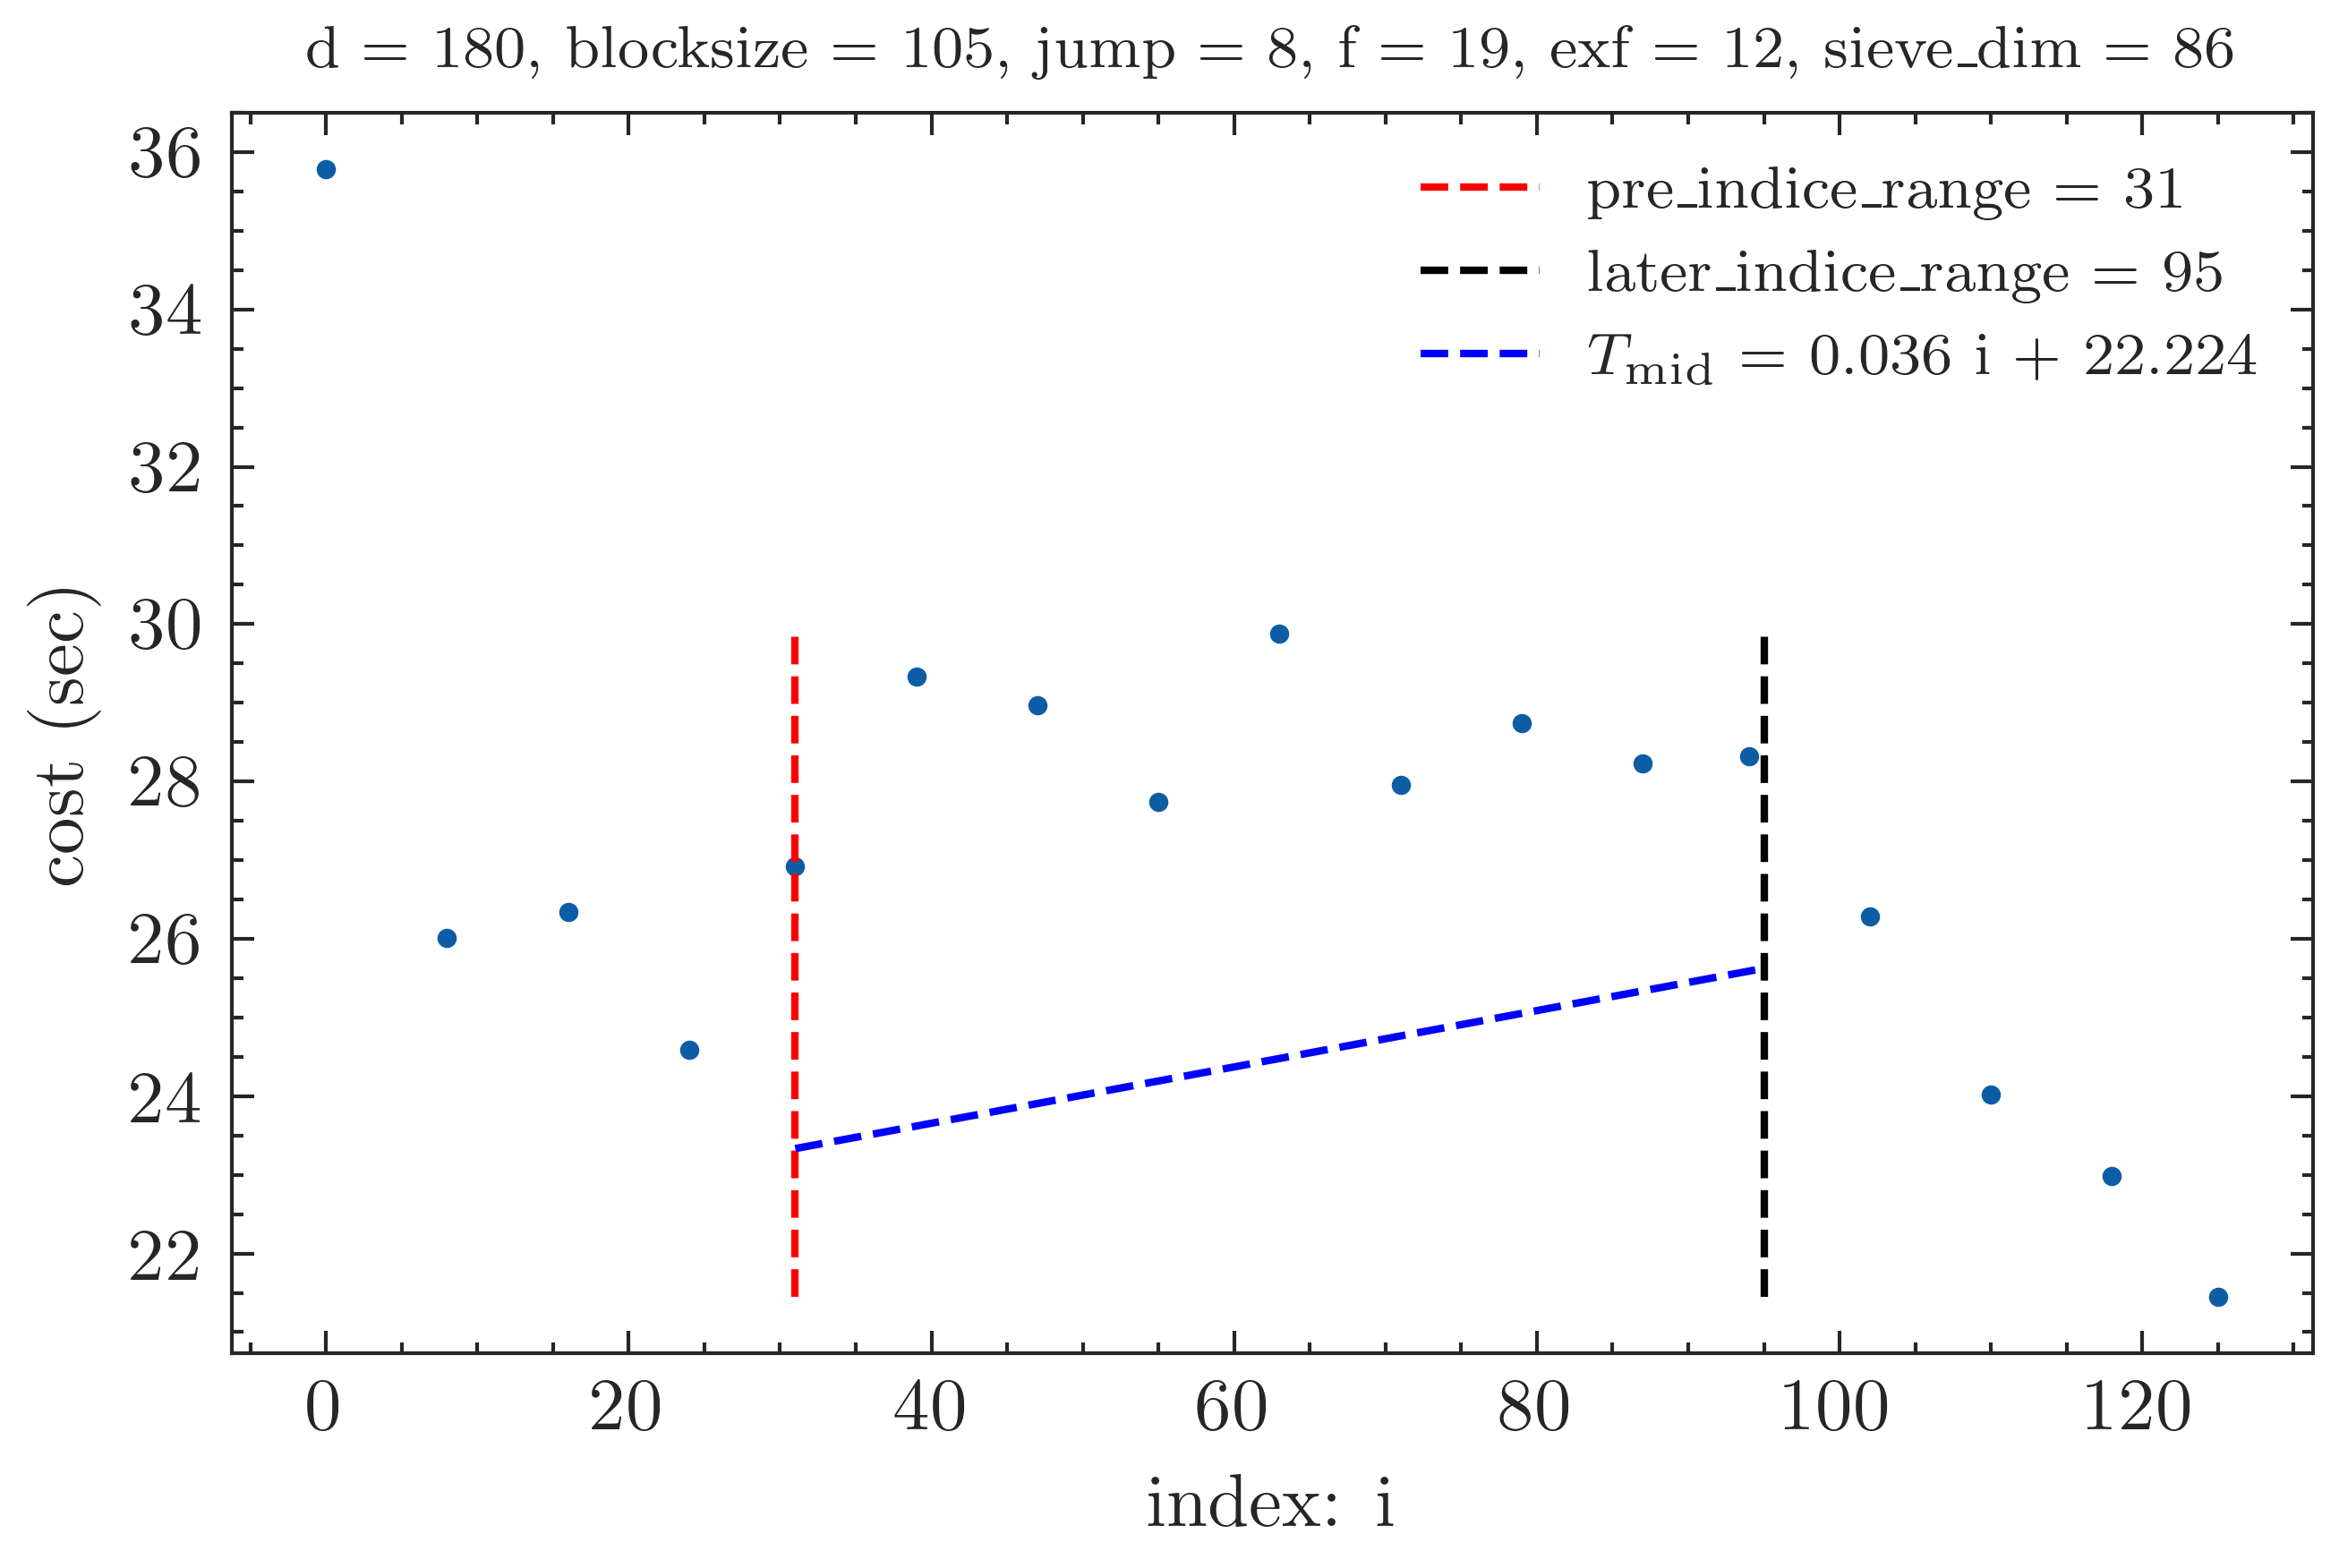 d = 180, blocksize = 105, jump = 8, f = 19, exf = 12, sieve_dim = 86
36
34
32
30
28
26
24
22
cost (sec)
pre_indice_range = 31
later_indice_range = 95
T_mid = 0.036 i + 22.224
0 20 40 60 80 100 120
index: i